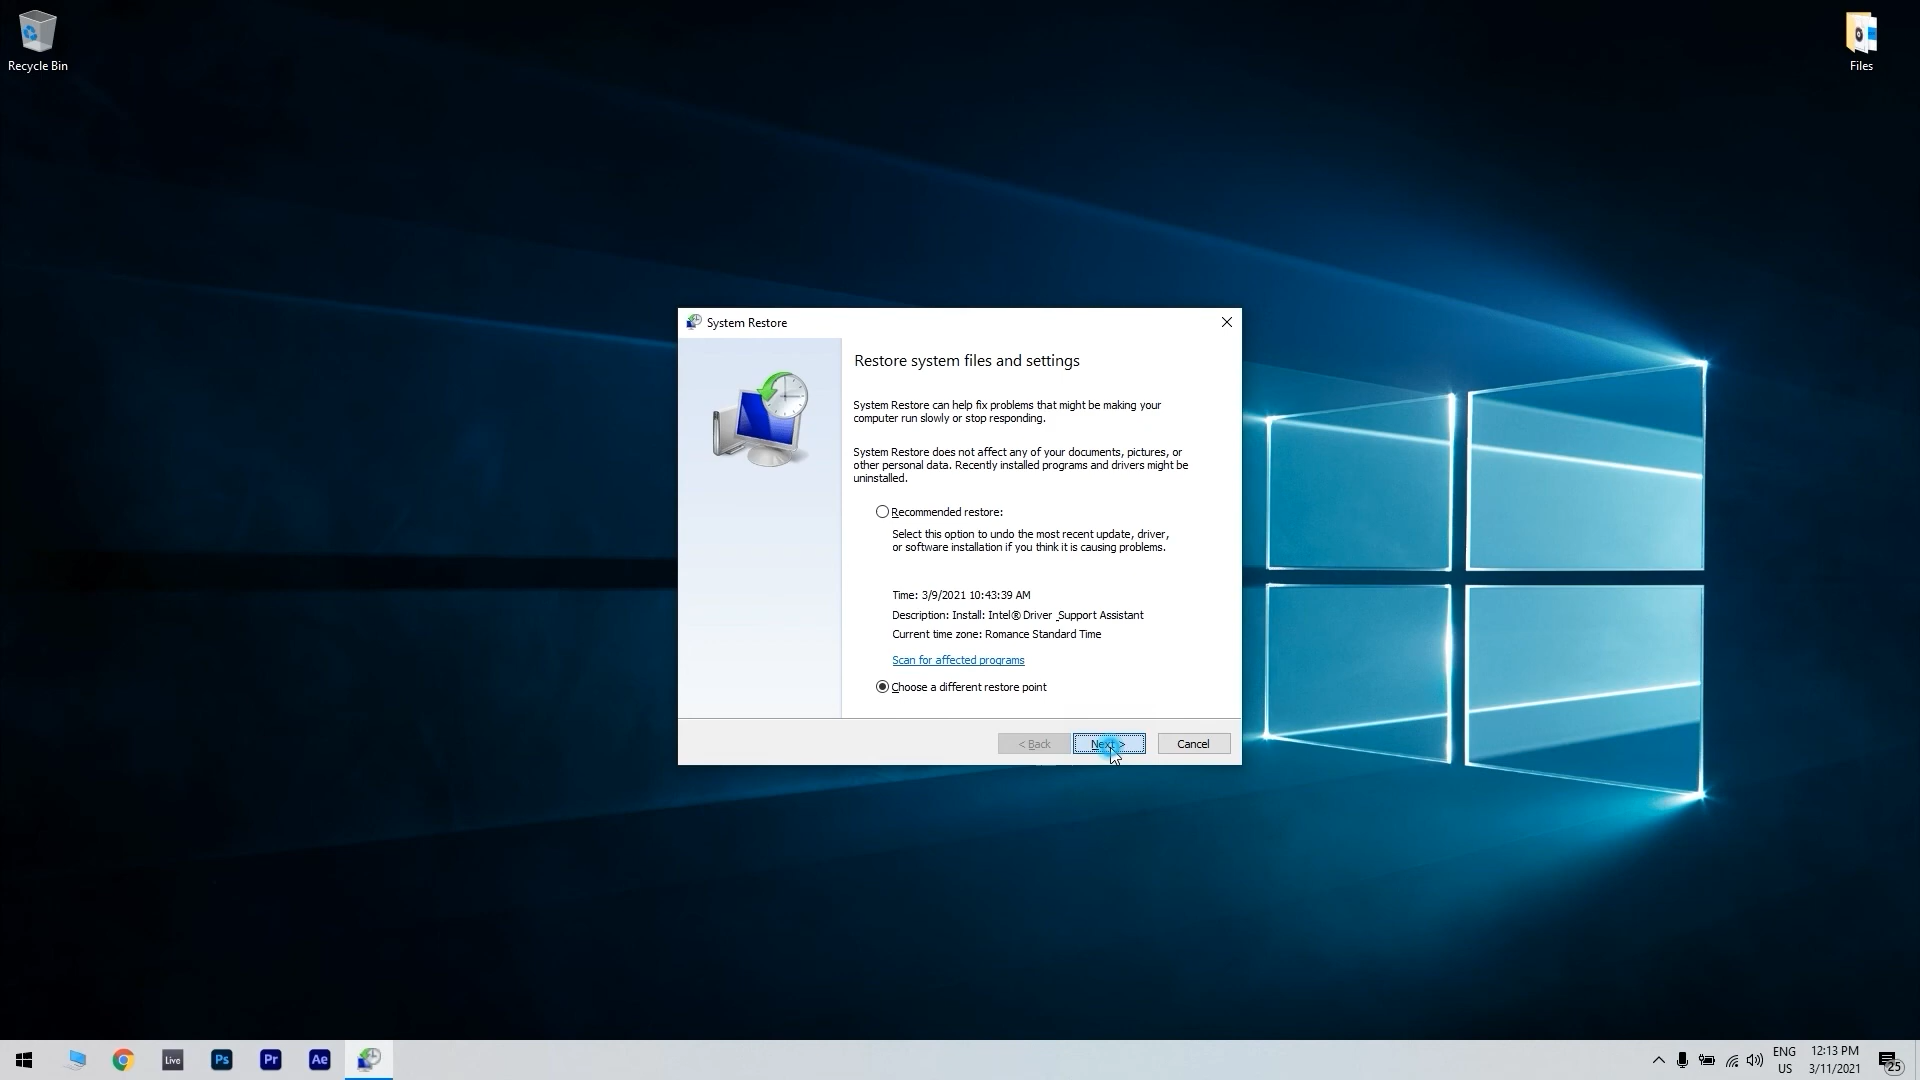 Recycle Bin
Files
System Restore
Restore system files and settings
System Restore can help fix problems that might be making your
computer run slowly or stop responding.
System Restore does not affect any of your documents, pictures, or
other personal data. Recently installed programs and drivers might be
uninstalled.
Recommended restore:
Select this option to undo the most recent update, driver,
or software installation if you think it is causing problems.
Time: 3/9/2021 10:43:39 AM
Description: Install: Intel® Driver _Support Assistant
Current time zone: Romance Standard Time
Scan for affected programs
Choose a different restore point
< Back
Next >
Cancel
Live
Ps
Pr
Ae
ENG
US
12:13 PM
3/11/2021
25